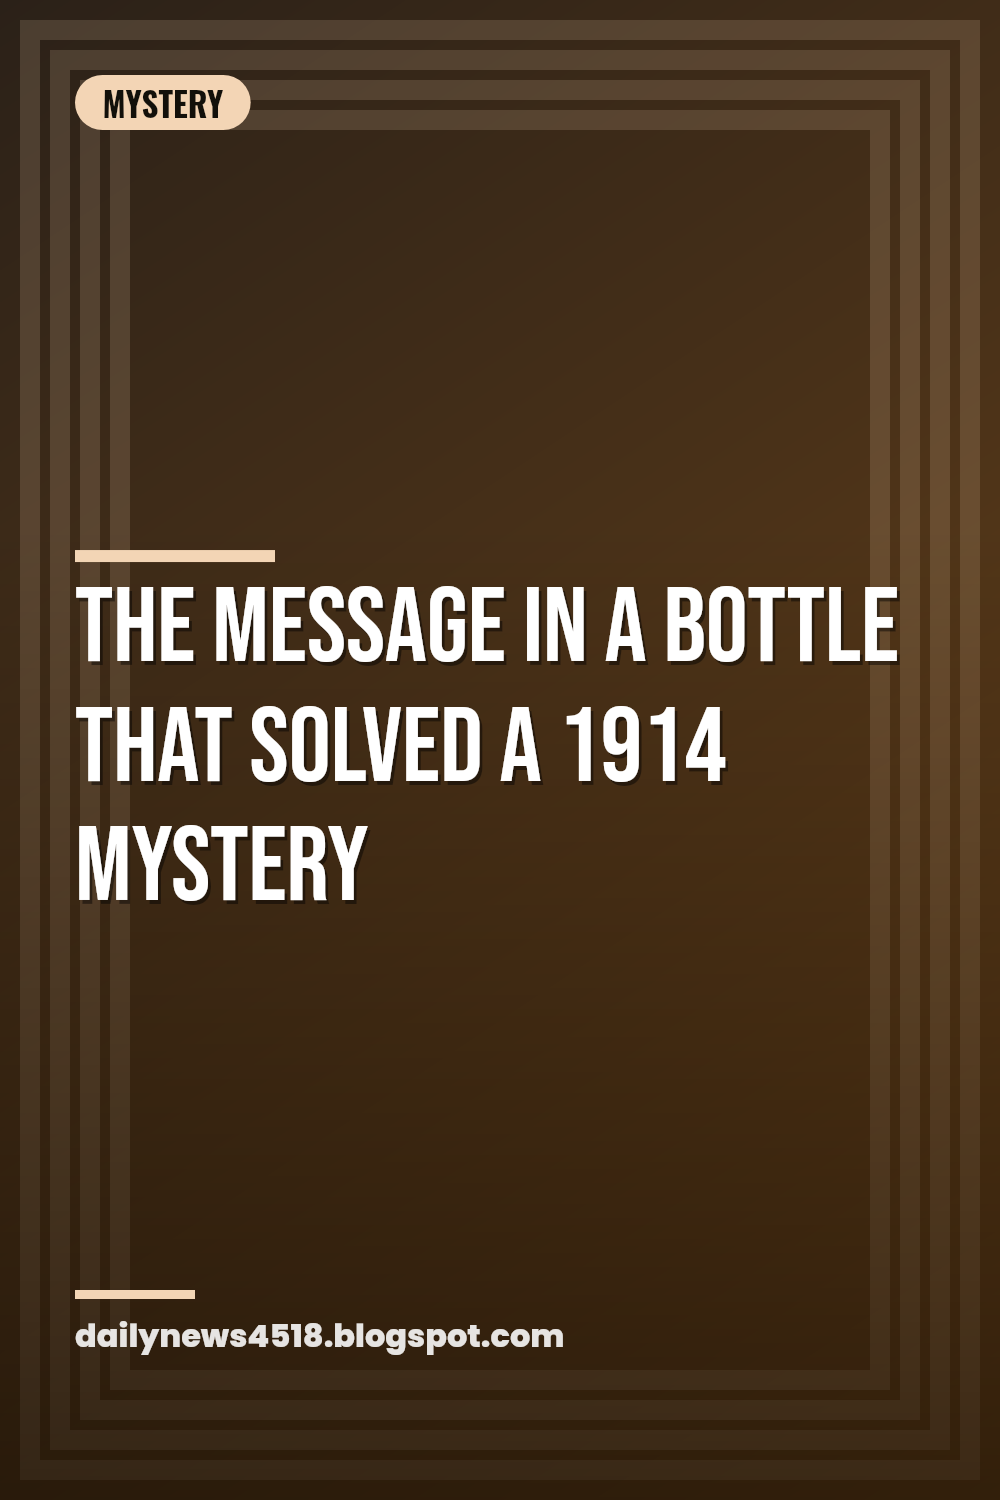 MYSTERY
THE MESSAGE IN A BOTTLE
THAT SOLVED A 1914
MYSTERY
dailynews4518.blogspot.com